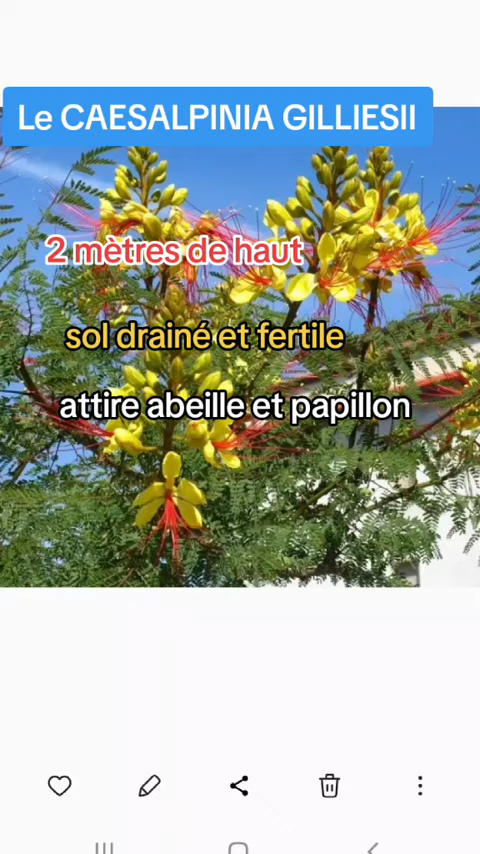 Le CAESALPINIA GILLIESII
2 mètres de haut
sol drainé et fertile
attire abeille et papillon